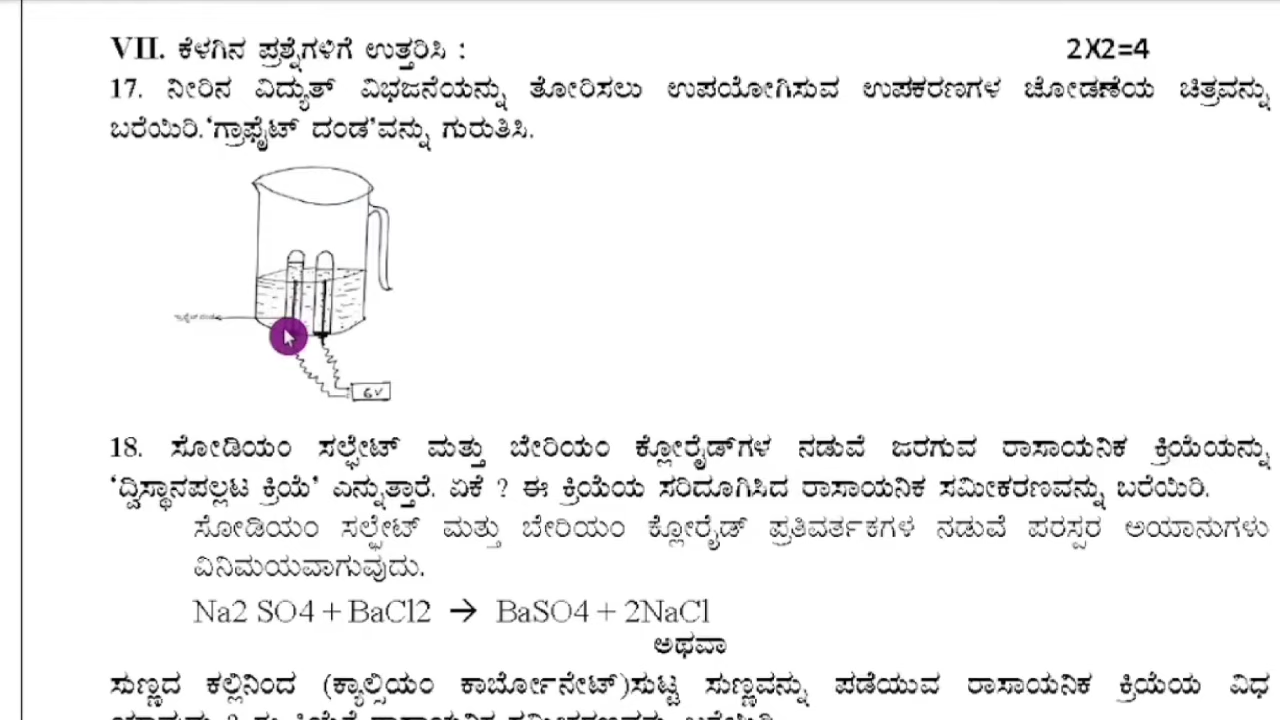 VII. ಕೆಳಗಿನ ಪ್ರಶ್ನೆಗಳಿಗೆ ಉತ್ತರಿಸಿ : 2X2=4
17. ನೀರಿನ ವಿದ್ಯುತ್ ವಿಭಜನೆಯನ್ನು ತೋರಿಸಲು ಉಪಯೋಗಿಸುವ ಉಪಕರಣಗಳ ಜೋಡಣೆಯ ಚಿತ್ರವನ್ನು
ಬರೆಯಿರಿ.‘ಗ್ರಾಫೈಟ್ ದಂಡ’ವನ್ನು ಗುರುತಿಸಿ.
6V
18. ಸೋಡಿಯಂ ಸಲ್ಫೇಟ್ ಮತ್ತು ಬೇರಿಯಂ ಕ್ಲೋರೈಡ್‌ಗಳ ನಡುವೆ ಜರಗುವ ರಾಸಾಯನಿಕ ಕ್ರಿಯೆಯನ್ನು
‘ದ್ವಿಸ್ಥಾನಪಲ್ಲಟ ಕ್ರಿಯೆ’ ಎನ್ನುತ್ತಾರೆ. ಏಕೆ ? ಈ ಕ್ರಿಯೆಯ ಸರಿದೂಗಿಸಿದ ರಾಸಾಯನಿಕ ಸಮೀಕರಣವನ್ನು ಬರೆಯಿರಿ.
ಸೋಡಿಯಂ ಸಲ್ಫೇಟ್ ಮತ್ತು ಬೇರಿಯಂ ಕ್ಲೋರೈಡ್ ಪ್ರತಿವರ್ತಕಗಳ ನಡುವೆ ಪರಸ್ಪರ ಅಯಾನುಗಳು
ವಿನಿಮಯವಾಗುವುದು.
Na2 SO4 + BaCl2 → BaSO4 + 2NaCl
ಅಥವಾ
ಸುಣ್ಣದ ಕಲ್ಲಿನಿಂದ (ಕ್ಯಾಲ್ಸಿಯಂ ಕಾರ್ಬೋನೇಟ್)ಸುಟ್ಟ ಸುಣ್ಣವನ್ನು ಪಡೆಯುವ ರಾಸಾಯನಿಕ ಕ್ರಿಯೆಯ ವಿಧ